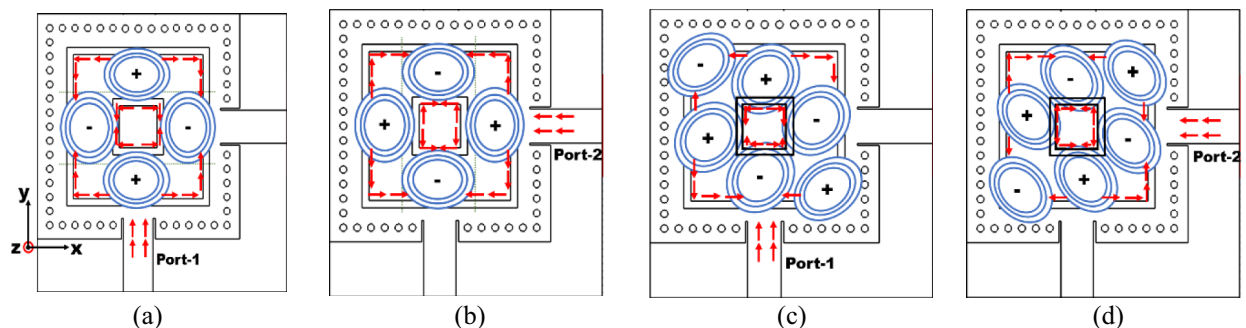 +
- -
+
y
z x
Port-1
(a)
-
+ +
-
Port-2
(b)
-
+
+ -
- +
Port-1
(c)
- +
+ -
- +
Port-2
(d)